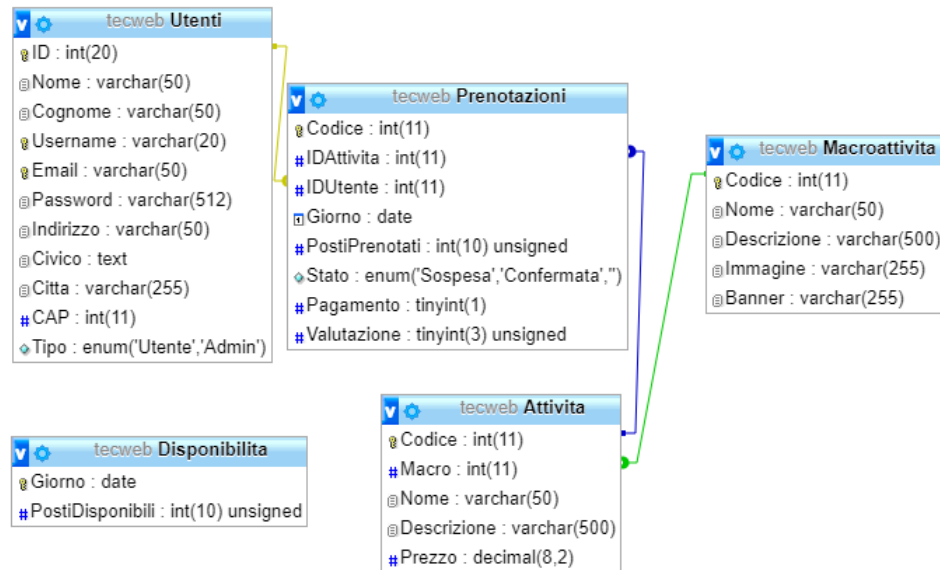 tecweb Utenti
ID : int(20)
Nome : varchar(50)
Cognome : varchar(50)
Username : varchar(20)
Email : varchar(50)
Password : varchar(512)
Indirizzo : varchar(50)
Civico : text
Citta : varchar(255)
CAP : int(11)
Tipo : enum('Utente','Admin')
tecweb Prenotazioni
Codice : int(11)
IDAttivita : int(11)
IDUtente : int(11)
Giorno : date
PostiPrenotati : int(10) unsigned
Stato : enum('Sospesa','Confermata','')
Pagamento : tinyint(1)
Valutazione : tinyint(3) unsigned
tecweb Macroattivita
Codice : int(11)
Nome : varchar(50)
Descrizione : varchar(500)
Immagine : varchar(255)
Banner : varchar(255)
tecweb Disponibilita
Giorno : date
PostiDisponibili : int(10) unsigned
tecweb Attivita
Codice : int(11)
Macro : int(11)
Nome : varchar(50)
Descrizione : varchar(500)
Prezzo : decimal(8,2)